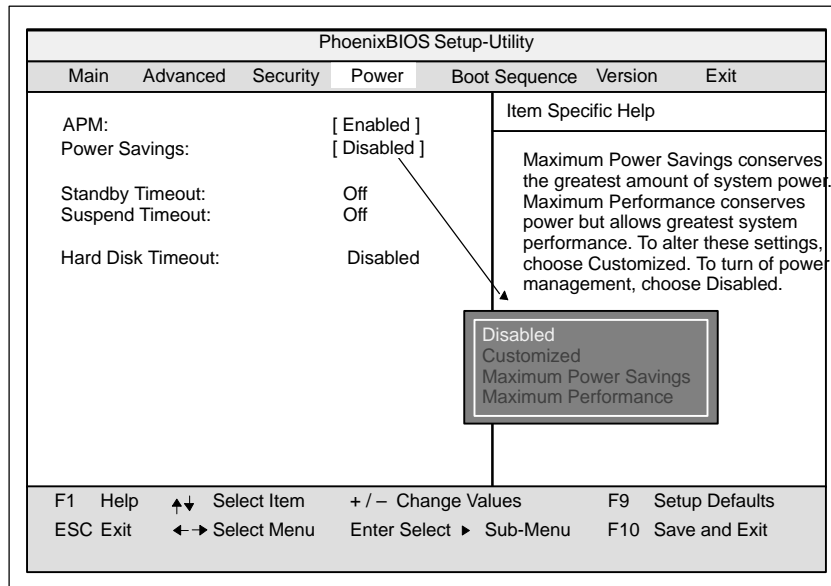 PhoenixBIOS Setup-Utility
Main Advanced Security Power Boot Sequence Version Exit
APM: [ Enabled ]
Power Savings: [ Disabled ]
Standby Timeout: Off
Suspend Timeout: Off
Hard Disk Timeout: Disabled
Item Specific Help
Maximum Power Savings conserves
the greatest amount of system power.
Maximum Performance conserves
power but allows greatest system
performance. To alter these settings,
choose Customized. To turn of power
management, choose Disabled.
Disabled
Customized
Maximum Power Savings
Maximum Performance
F1 Help Select Item + / – Change Values F9 Setup Defaults
ESC Exit Select Menu Enter Select Sub-Menu F10 Save and Exit